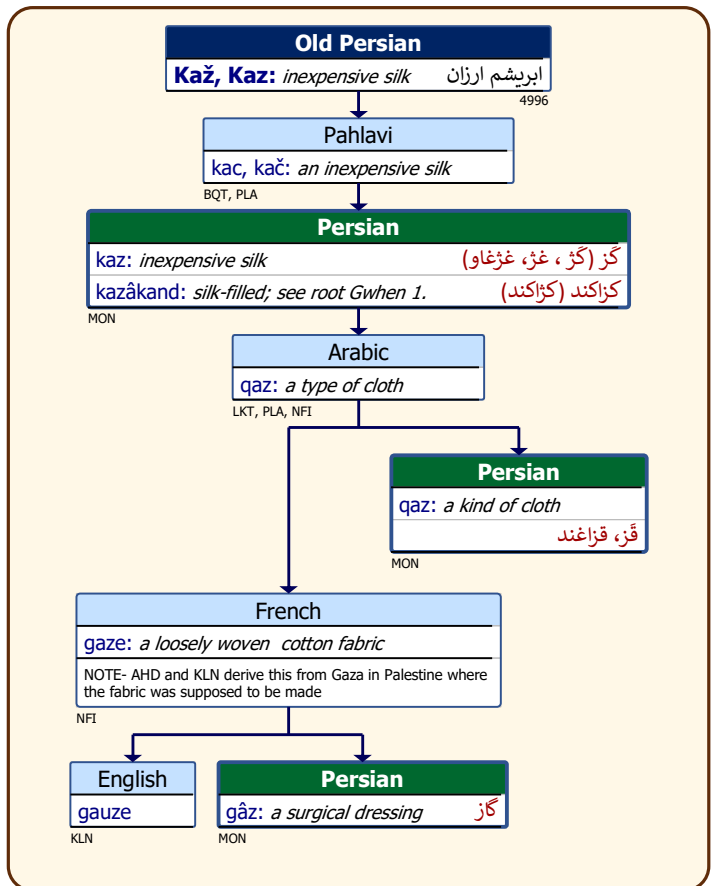 Old Persian
Kaž, Kaz: inexpensive silk ابریشم ارزان
4996
Pahlavi
kac, kač: an inexpensive silk
BQT, PLA
Persian
kaz: inexpensive silk کَز (کَژ ، غژ، غژغاو)
kazâkand: silk-filled; see root Gwhen 1. کزاکند (کژاکند)
MON
Arabic
qaz: a type of cloth
LKT, PLA, NFI
Persian
qaz: a kind of cloth
قَز، قزاغند
MON
French
gaze: a loosely woven cotton fabric
NOTE- AHD and KLN derive this from Gaza in Palestine where
the fabric was supposed to be made
NFI
English
gauze
KLN
Persian
gâz: a surgical dressing گاز
MON